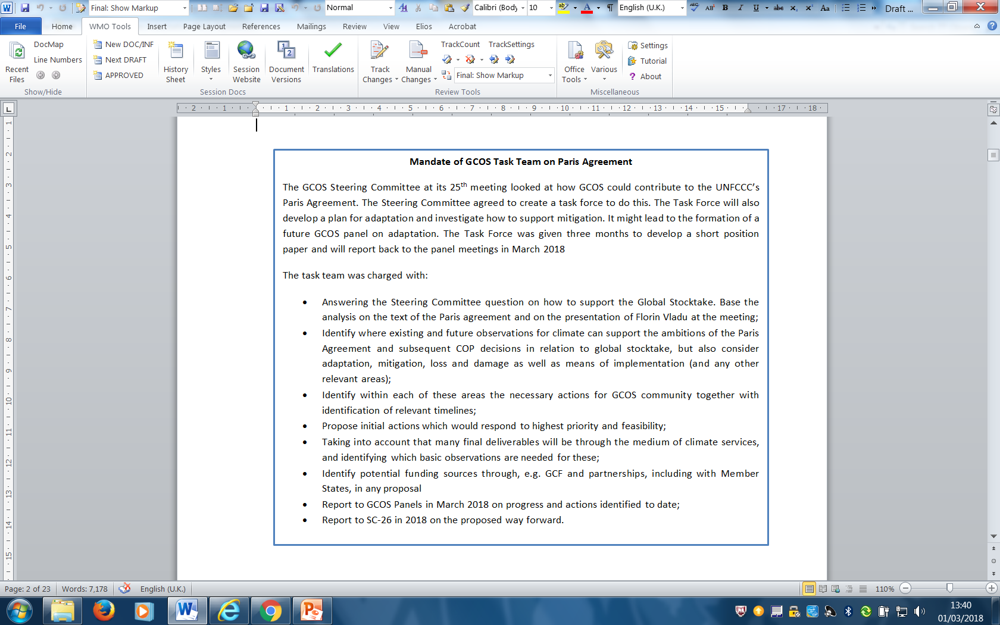 Final: Show Markup
Normal
Calibri (Body
10
English (U.K.)
Draft ...
File
Home
WMO Tools
Insert
Page Layout
References
Mailings
Review
View
Elios
Acrobat
Recent Files
DocMap
Line Numbers
Show/Hide
New DOC/INF
Next DRAFT
APPROVED
History Sheet
Styles
Session Website
Document Versions
Translations
Session Docs
Track Changes
Manual Changes
TrackCount
TrackSettings
Final: Show Markup
Review Tools
Office Tools
Various
Settings
Tutorial
About
Miscellaneous
2 1 1 2 3 4 5 6 7 8 9 10 11 12 13 14 15 17 18
1 2 3 4 5 6 7 8 9 10 11 12 13 14 15
Mandate of GCOS Task Team on Paris Agreement
The GCOS Steering Committee at its 25th meeting looked at how GCOS could contribute to the UNFCCC’s
Paris Agreement. The Steering Committee agreed to create a task force to do this. The Task Force will also
develop a plan for adaptation and investigate how to support mitigation. It might lead to the formation of a
future GCOS panel on adaptation. The Task Force was given three months to develop a short position
paper and will report back to the panel meetings in March 2018
The task team was charged with:
• Answering the Steering Committee question on how to support the Global Stocktake. Base the
analysis on the text of the Paris agreement and on the presentation of Florin Vladu at the meeting;
• Identify where existing and future observations for climate can support the ambitions of the Paris
Agreement and subsequent COP decisions in relation to global stocktake, but also consider
adaptation, mitigation, loss and damage as well as means of implementation (and any other
relevant areas);
• Identify within each of these areas the necessary actions for GCOS community together with
identification of relevant timelines;
• Propose initial actions which would respond to highest priority and feasibility;
• Taking into account that many final deliverables will be through the medium of climate services,
and identifying which basic observations are needed for these;
• Identify potential funding sources through, e.g. GCF and partnerships, including with Member
States, in any proposal
• Report to GCOS Panels in March 2018 on progress and actions identified to date;
• Report to SC-26 in 2018 on the proposed way forward.
Page: 2 of 23
Words: 7,178
English (U.K.)
110%
13:40
01/03/2018